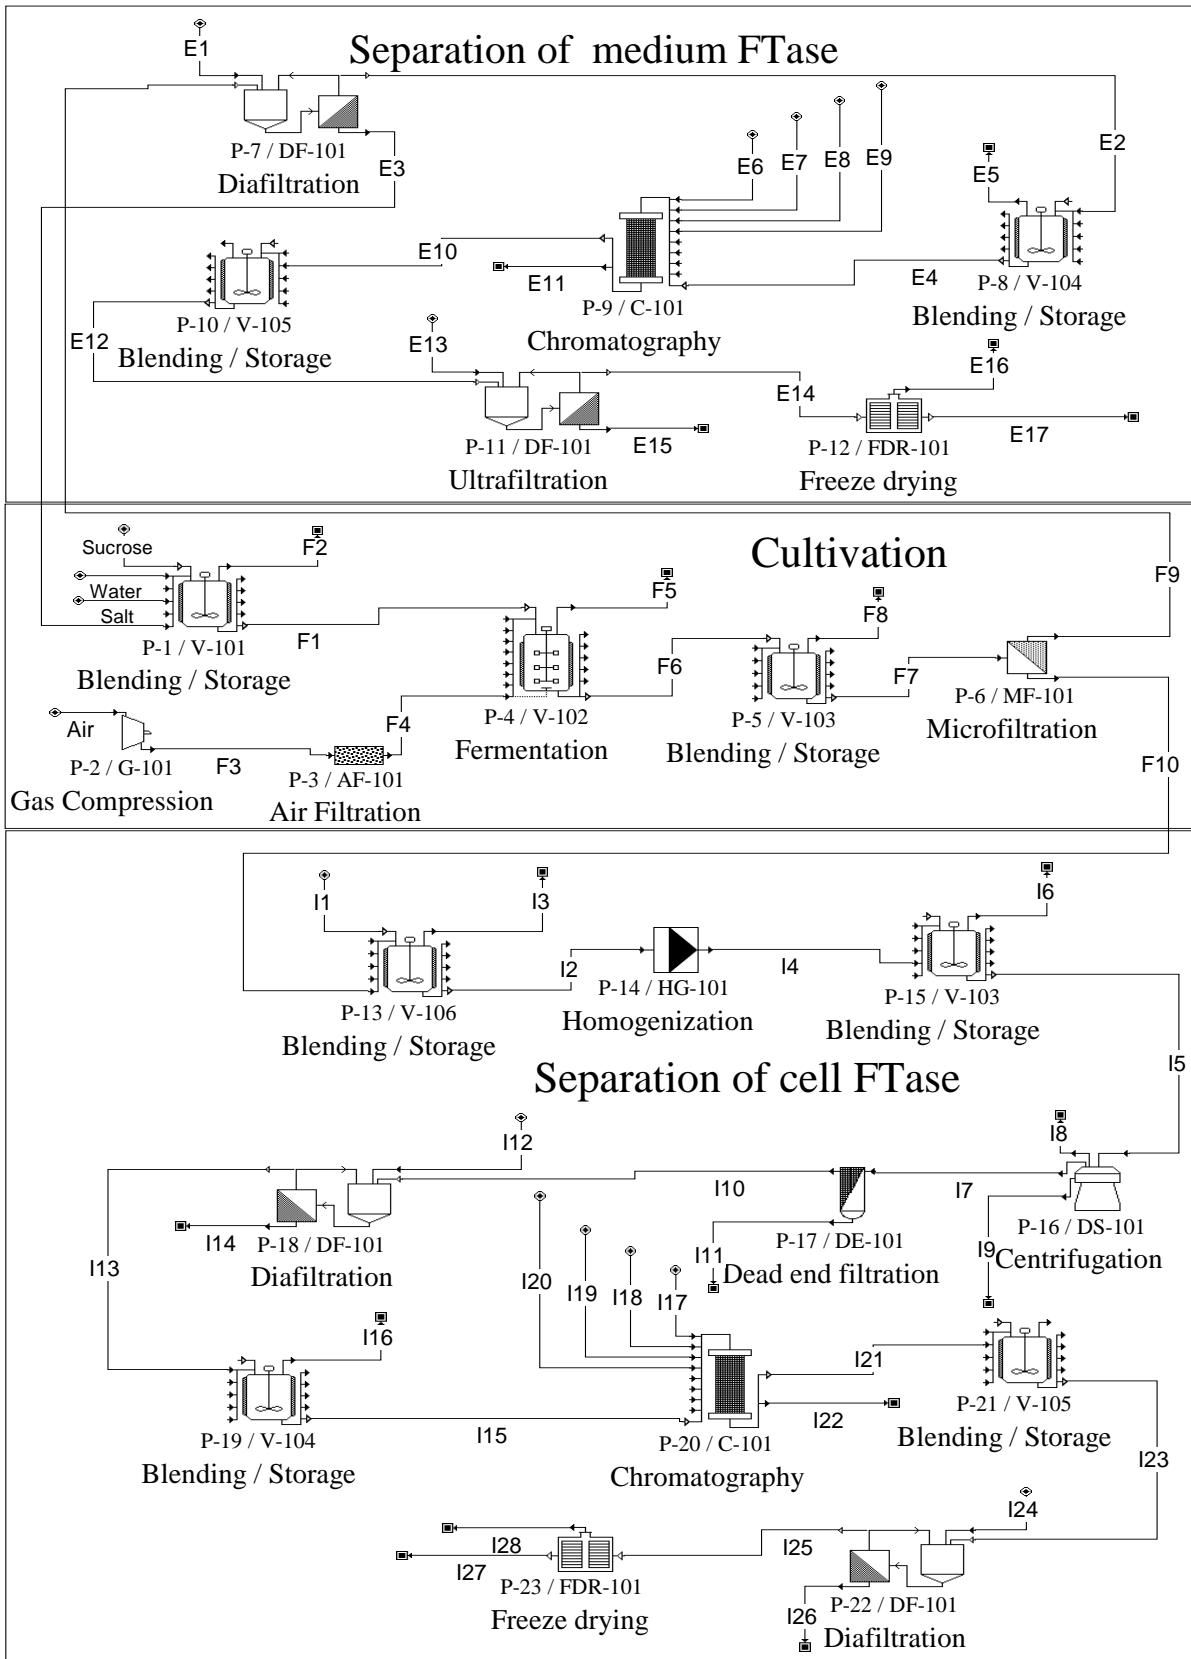 Separation of medium FTase
E1
E2
E3
P-7 / DF-101
Diafiltration
E6
E7
E8
E9
E5
E10
E11
E4
P-10 / V-105
Blending / Storage
P-9 / C-101
Chromatography
P-8 / V-104
Blending / Storage
E12
E13
E14
E16
E15
E17
P-11 / DF-101
Ultrafiltration
P-12 / FDR-101
Freeze drying
Cultivation
Sucrose
Water
Salt
F2
F1
P-1 / V-101
Blending / Storage
F5
F8
F9
F6
F7
Air
F3
F4
P-2 / G-101
Gas Compression
P-3 / AF-101
Air Filtration
P-4 / V-102
Fermentation
P-5 / V-103
Blending / Storage
P-6 / MF-101
Microfiltration
F10
I1
I3
I6
I2
I4
P-13 / V-106
Blending / Storage
P-14 / HG-101
Homogenization
P-15 / V-103
Blending / Storage
I5
Separation of cell FTase
I12
I8
I10
I7
I14
P-18 / DF-101
Diafiltration
I13
I11
P-17 / DE-101
Dead end filtration
I9
P-16 / DS-101
Centrifugation
I20
I19
I18
I17
I16
I21
I22
I15
P-19 / V-104
Blending / Storage
P-20 / C-101
Chromatography
P-21 / V-105
Blending / Storage
I23
I24
I25
I28
I27
P-23 / FDR-101
Freeze drying
I26
P-22 / DF-101
Diafiltration